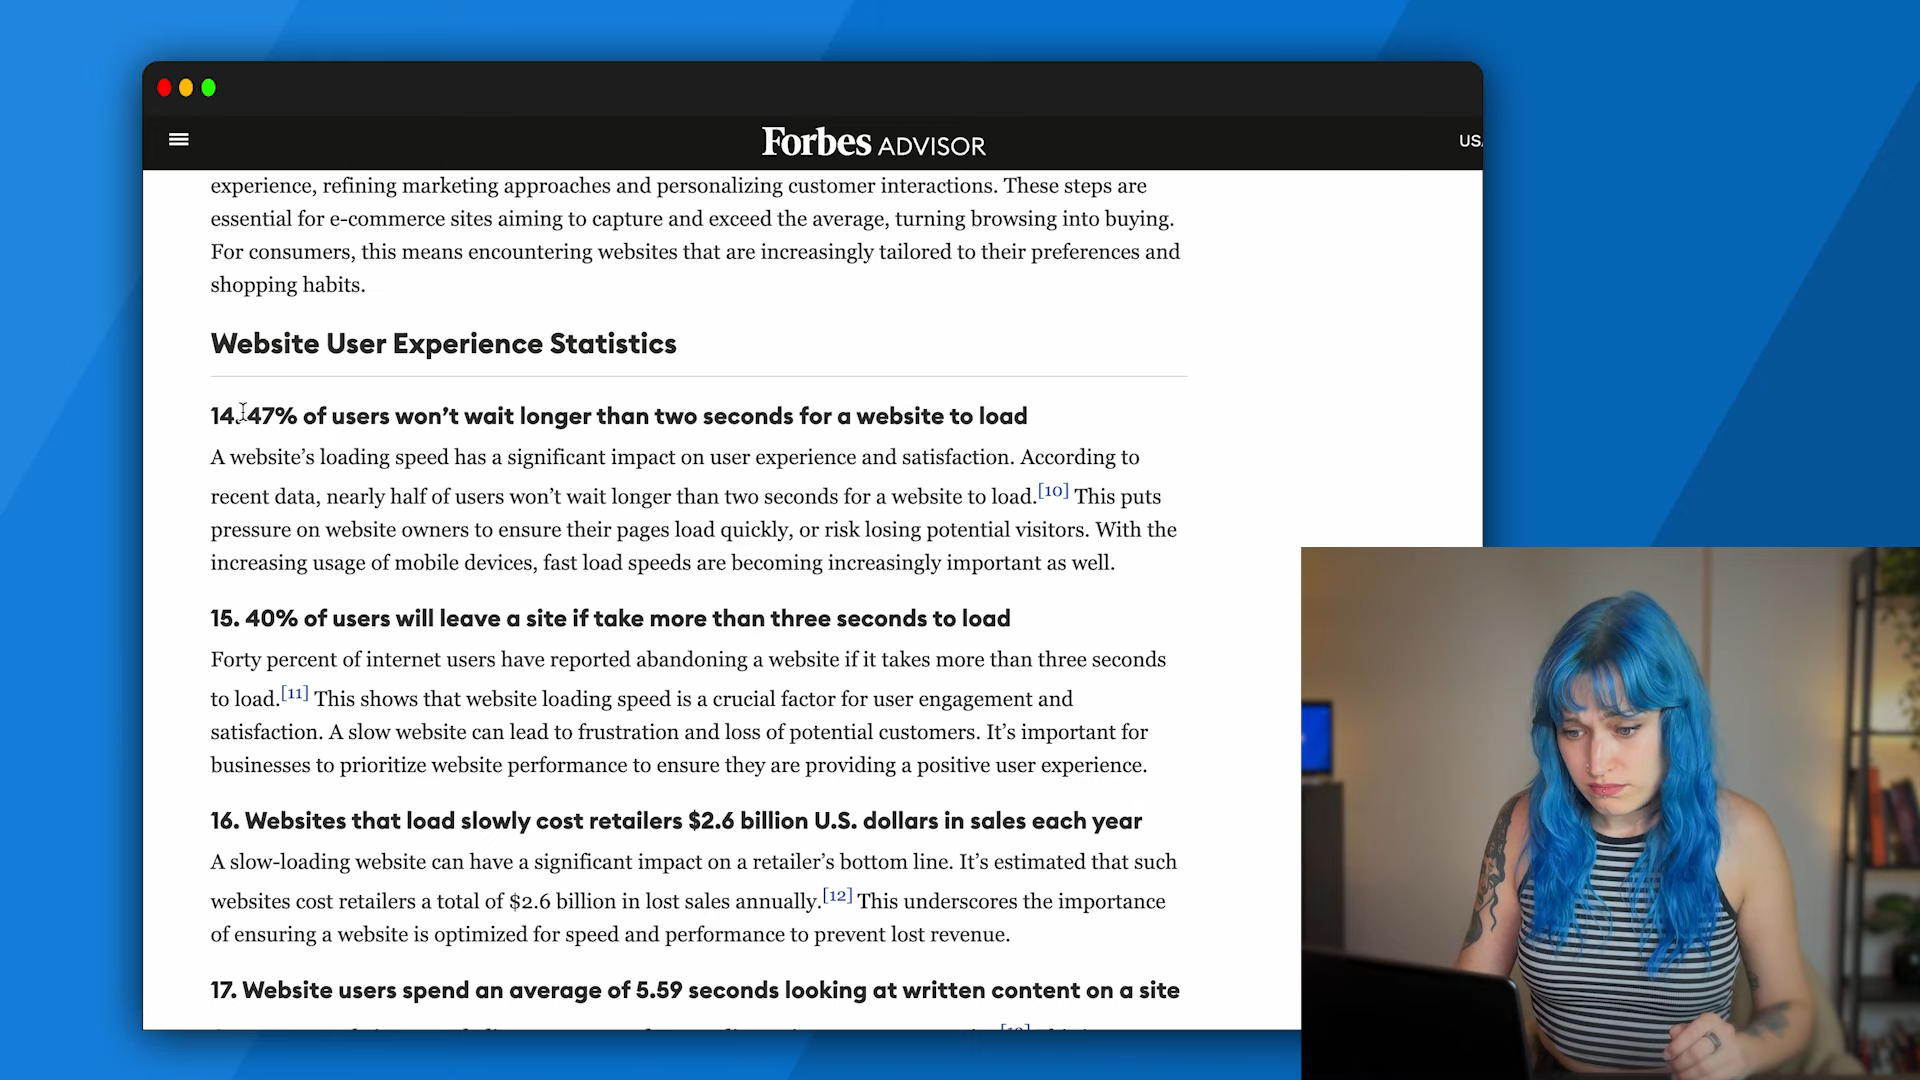 Forbes ADVISOR
US
experience, refining marketing approaches and personalizing customer interactions. These steps are
essential for e-commerce sites aiming to capture and exceed the average, turning browsing into buying.
For consumers, this means encountering websites that are increasingly tailored to their preferences and
shopping habits.
Website User Experience Statistics
14. 47% of users won’t wait longer than two seconds for a website to load
A website’s loading speed has a significant impact on user experience and satisfaction. According to
recent data, nearly half of users won’t wait longer than two seconds for a website to load.[10] This puts
pressure on website owners to ensure their pages load quickly, or risk losing potential visitors. With the
increasing usage of mobile devices, fast load speeds are becoming increasingly important as well.
15. 40% of users will leave a site if take more than three seconds to load
Forty percent of internet users have reported abandoning a website if it takes more than three seconds
to load.[11] This shows that website loading speed is a crucial factor for user engagement and
satisfaction. A slow website can lead to frustration and loss of potential customers. It’s important for
businesses to prioritize website performance to ensure they are providing a positive user experience.
16. Websites that load slowly cost retailers $2.6 billion U.S. dollars in sales each year
A slow-loading website can have a significant impact on a retailer’s bottom line. It’s estimated that such
websites cost retailers a total of $2.6 billion in lost sales annually.[12] This underscores the importance
of ensuring a website is optimized for speed and performance to prevent lost revenue.
17. Website users spend an average of 5.59 seconds looking at written content on a site